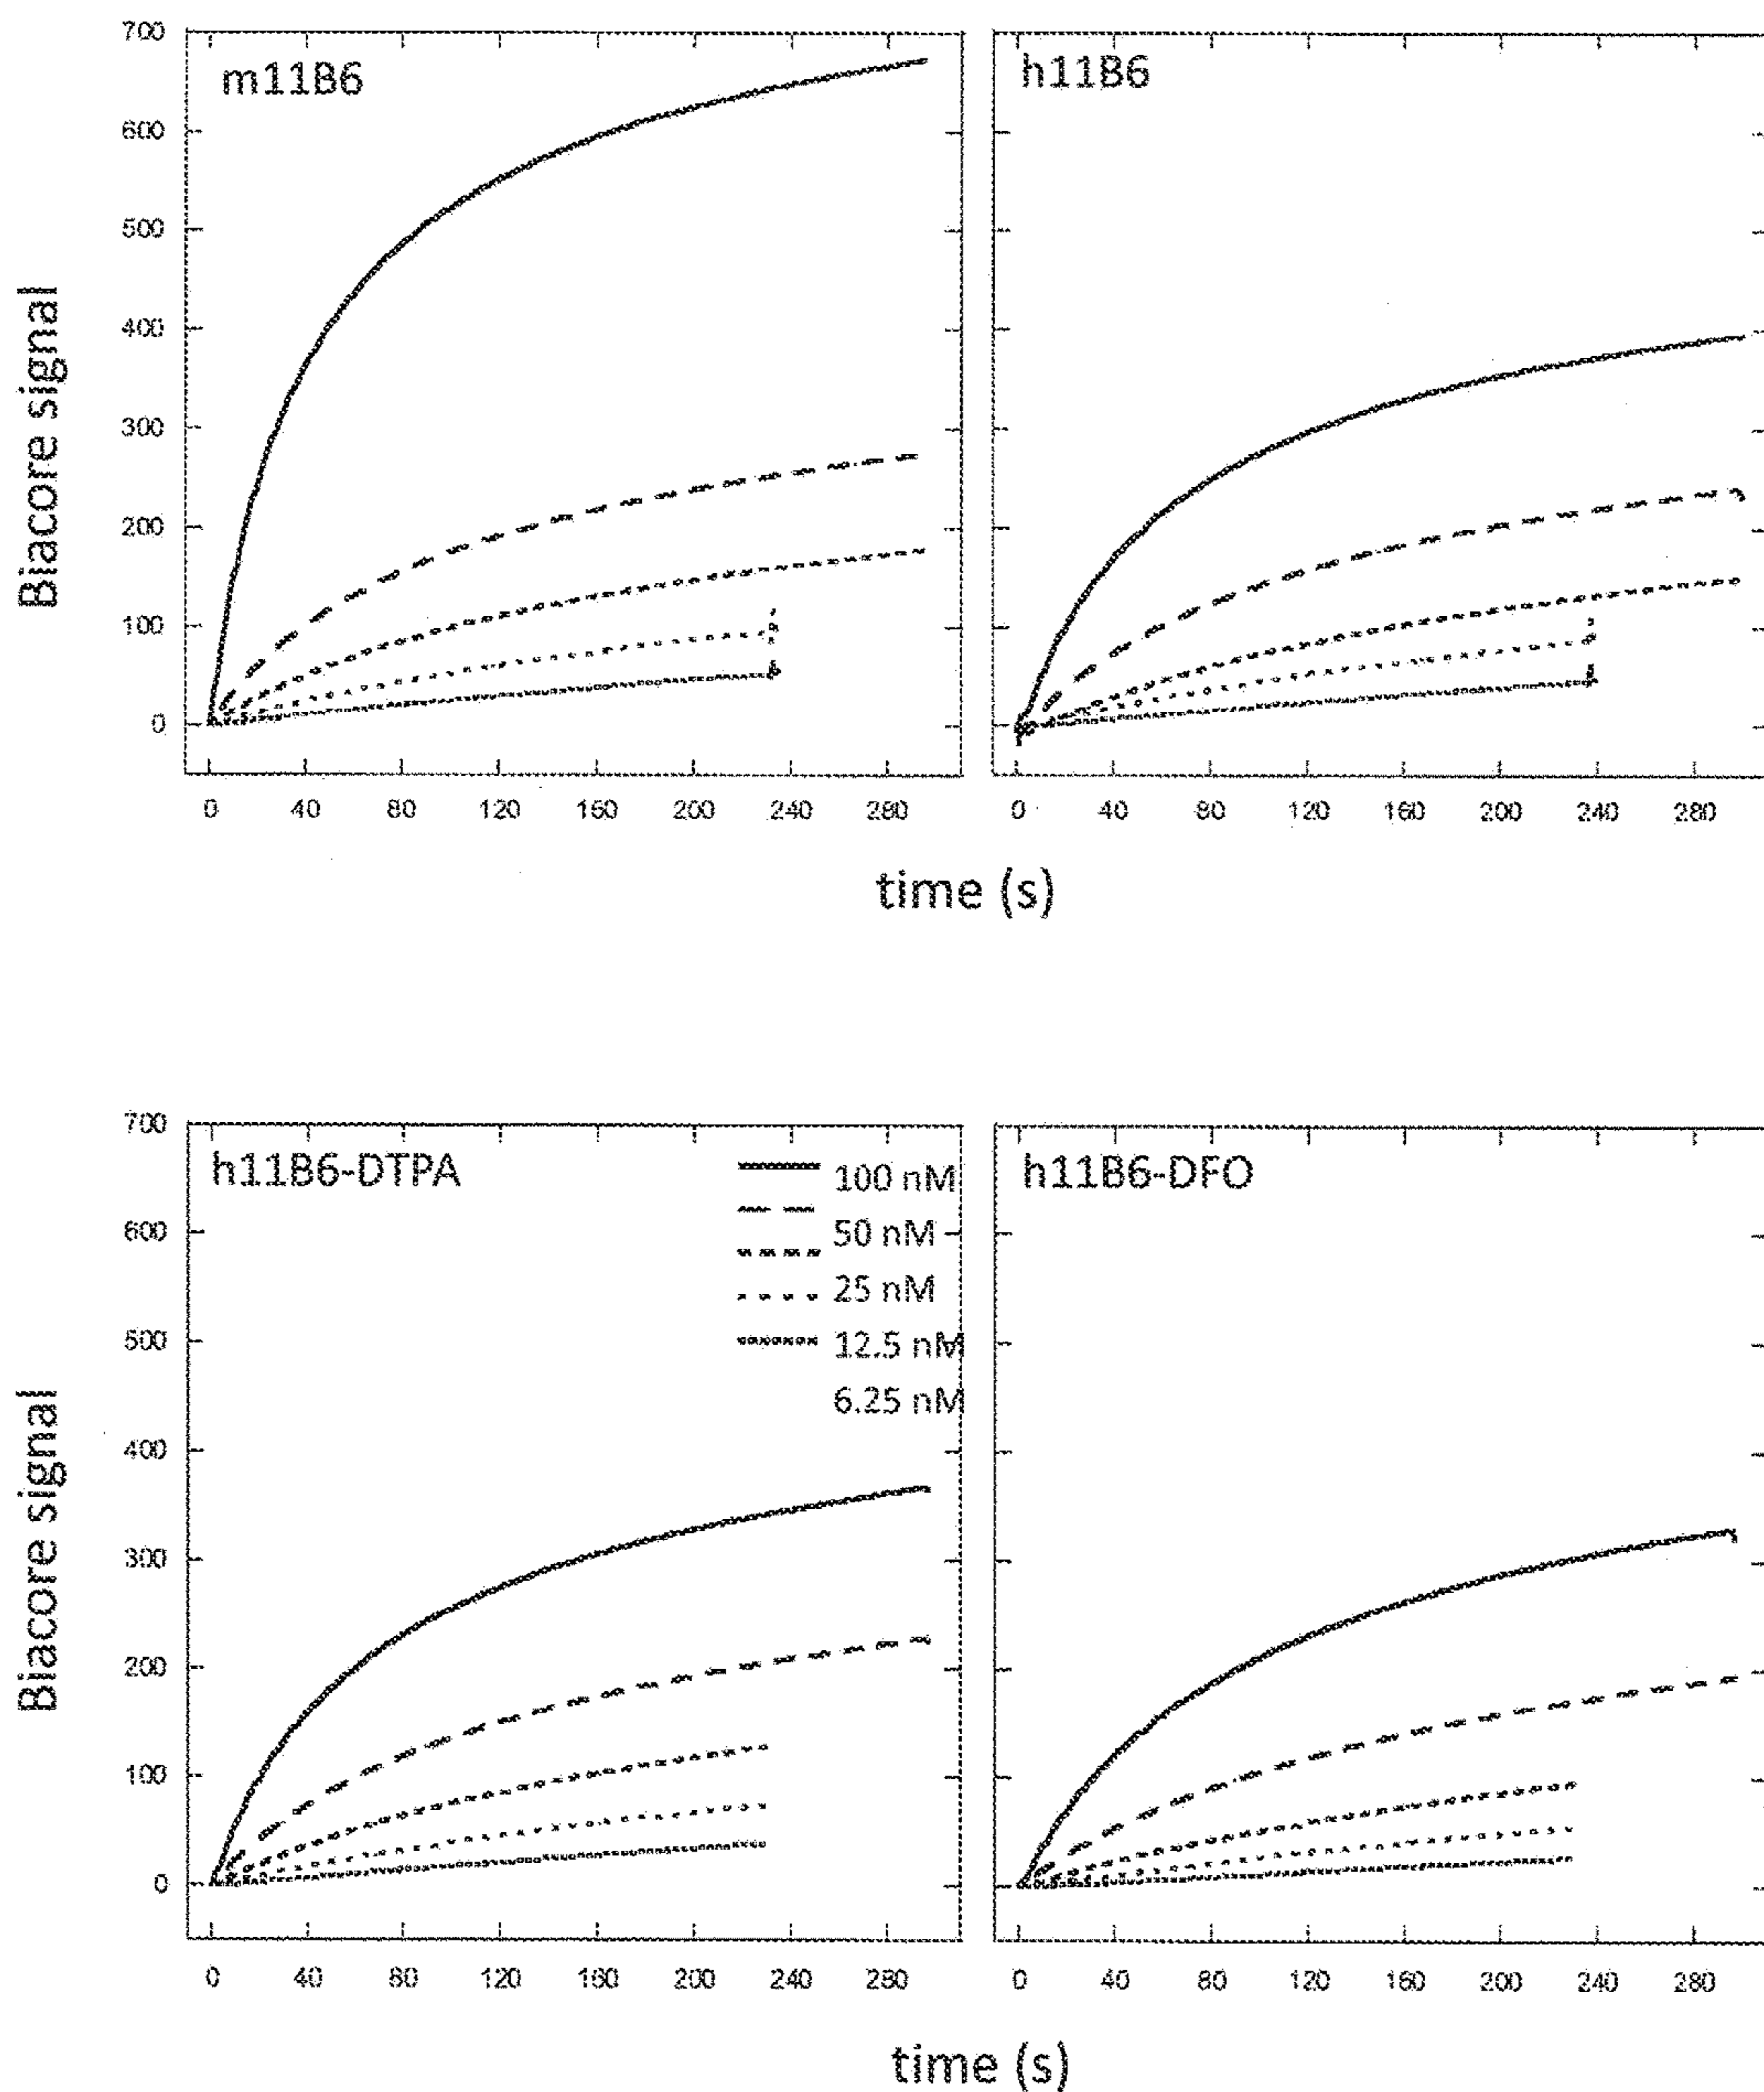 m11B6
h11B6
700
600
500
400
300
200
100
0
Biacore signal
0 40 80 120 160 200 240 280
0 40 80 120 160 200 240 280
time (s)
h11B6-DTPA
h11B6-DFO
100 nM
50 nM
25 nM
12.5 nM
6.25 nM
700
600
500
400
300
200
100
0
Biacore signal
0 40 80 120 160 200 240 280
0 40 80 120 160 200 240 280
time (s)